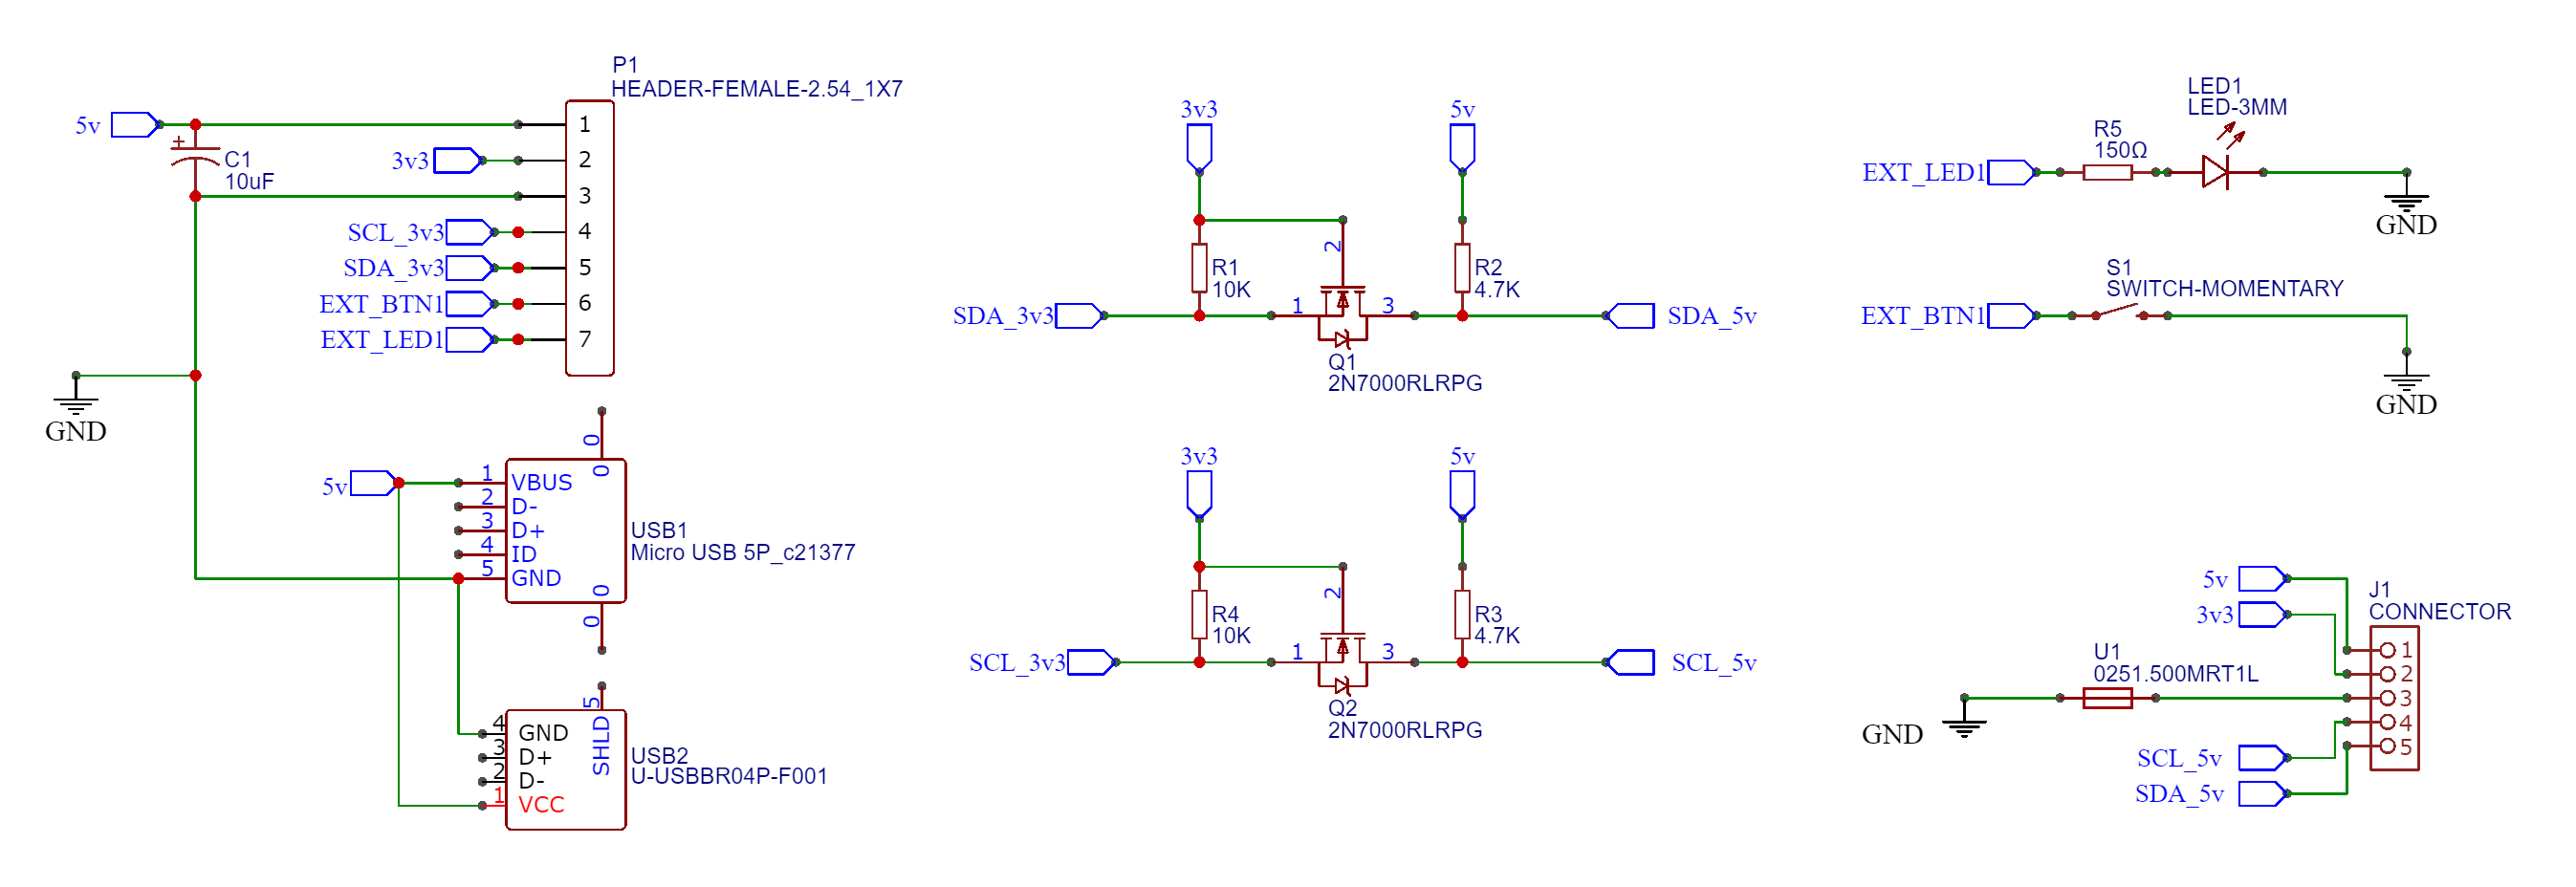 P1
HEADER-FEMALE-2.54_1X7
5v
1
+
C1
10uF
3v3
2
3
SCL_3v3
4
SDA_3v3
5
EXT_BTN1
6
EXT_LED1
7
GND
0
0
5v
1 VBUS
2 D-
3 D+
4 ID
5 GND
0
0
USB1
Micro USB 5P_c21377
5
SHLD
4 GND
3 D+
2 D-
1 VCC
USB2
U-USBBR04P-F001
3v3
5v
2
R1
10K
R2
4.7K
SDA_3v3
1
3
SDA_5v
Q1
2N7000RLRPG
3v3
5v
2
R4
10K
R3
4.7K
SCL_3v3
1
3
SCL_5v
Q2
2N7000RLRPG
LED1
LED-3MM
R5
150Ω
EXT_LED1
GND
S1
SWITCH-MOMENTARY
EXT_BTN1
GND
5v
3v3
J1
CONNECTOR
U1
0251.500MRT1L
1
2
3
4
5
GND
SCL_5v
SDA_5v